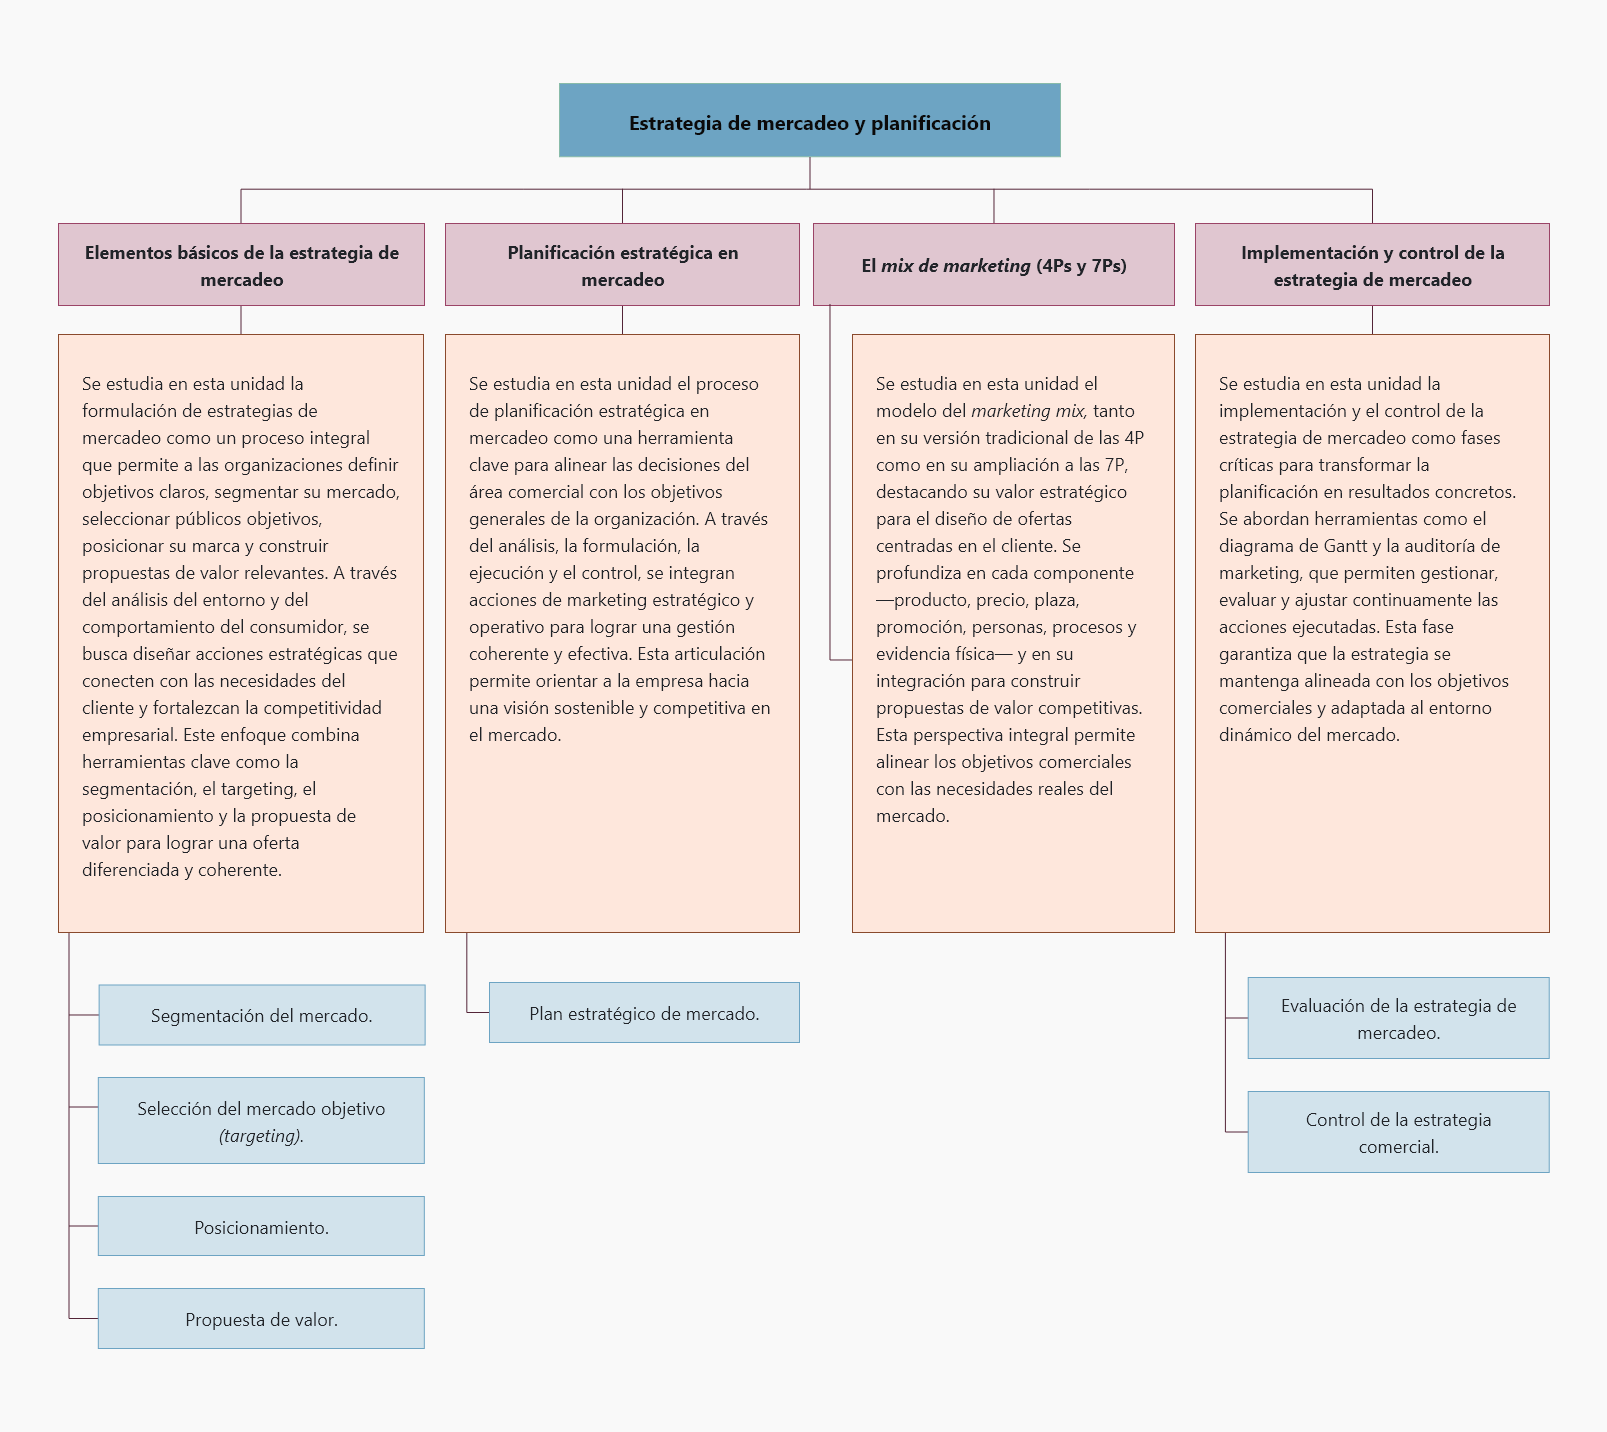 Estrategia de mercadeo y planificación
Elementos básicos de la estrategia de
mercadeo
Se estudia en esta unidad la
formulación de estrategias de
mercadeo como un proceso integral
que permite a las organizaciones definir
objetivos claros, segmentar su mercado,
seleccionar públicos objetivos,
posicionar su marca y construir
propuestas de valor relevantes. A través
del análisis del entorno y del
comportamiento del consumidor, se
busca diseñar acciones estratégicas que
conecten con las necesidades del
cliente y fortalezcan la competitividad
empresarial. Este enfoque combina
herramientas clave como la
segmentación, el targeting, el
posicionamiento y la propuesta de
valor para lograr una oferta
diferenciada y coherente.
Segmentación del mercado.
Selección del mercado objetivo
(targeting).
Posicionamiento.
Propuesta de valor.
Planificación estratégica en
mercadeo
Se estudia en esta unidad el proceso
de planificación estratégica en
mercadeo como una herramienta
clave para alinear las decisiones del
área comercial con los objetivos
generales de la organización. A través
del análisis, la formulación, la
ejecución y el control, se integran
acciones de marketing estratégico y
operativo para lograr una gestión
coherente y efectiva. Esta articulación
permite orientar a la empresa hacia
una visión sostenible y competitiva en
el mercado.
Plan estratégico de mercado.
El mix de marketing (4Ps y 7Ps)
Se estudia en esta unidad el
modelo del marketing mix, tanto
en su versión tradicional de las 4P
como en su ampliación a las 7P,
destacando su valor estratégico
para el diseño de ofertas
centradas en el cliente. Se
profundiza en cada componente
—producto, precio, plaza,
promoción, personas, procesos y
evidencia física— y en su
integración para construir
propuestas de valor competitivas.
Esta perspectiva integral permite
alinear los objetivos comerciales
con las necesidades reales del
mercado.
Implementación y control de la
estrategia de mercadeo
Se estudia en esta unidad la
implementación y el control de la
estrategia de mercadeo como fases
críticas para transformar la
planificación en resultados concretos.
Se abordan herramientas como el
diagrama de Gantt y la auditoría de
marketing, que permiten gestionar,
evaluar y ajustar continuamente las
acciones ejecutadas. Esta fase
garantiza que la estrategia se
mantenga alineada con los objetivos
comerciales y adaptada al entorno
dinámico del mercado.
Evaluación de la estrategia de
mercadeo.
Control de la estrategia
comercial.